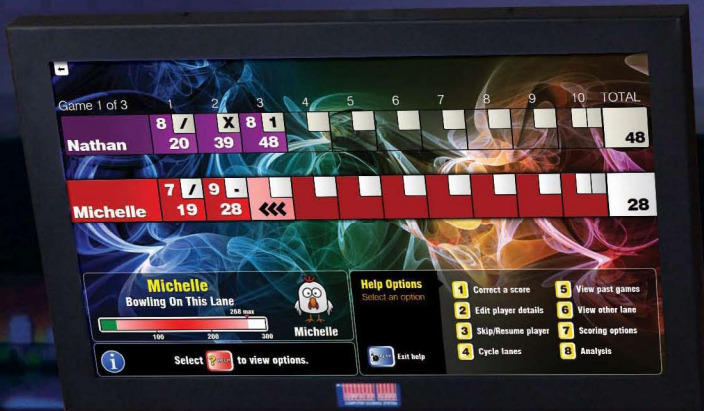 Game 1 of 3 1 2 3 4 5 6 7 8 9 10 TOTAL
8 / X 8 1
Nathan 20 39 48 48
7 / 9 -
Michelle 19 28 <<< 28
Michelle
Bowling On This Lane
268 max
100 200 300
Michelle
Select ? HELP to view options.
Help Options
Select an option
1 Correct a score
2 Edit player details
3 Skip/Resume player
4 Cycle lanes
5 View past games
6 View other lane
7 Scoring options
8 Analysis
Exit help